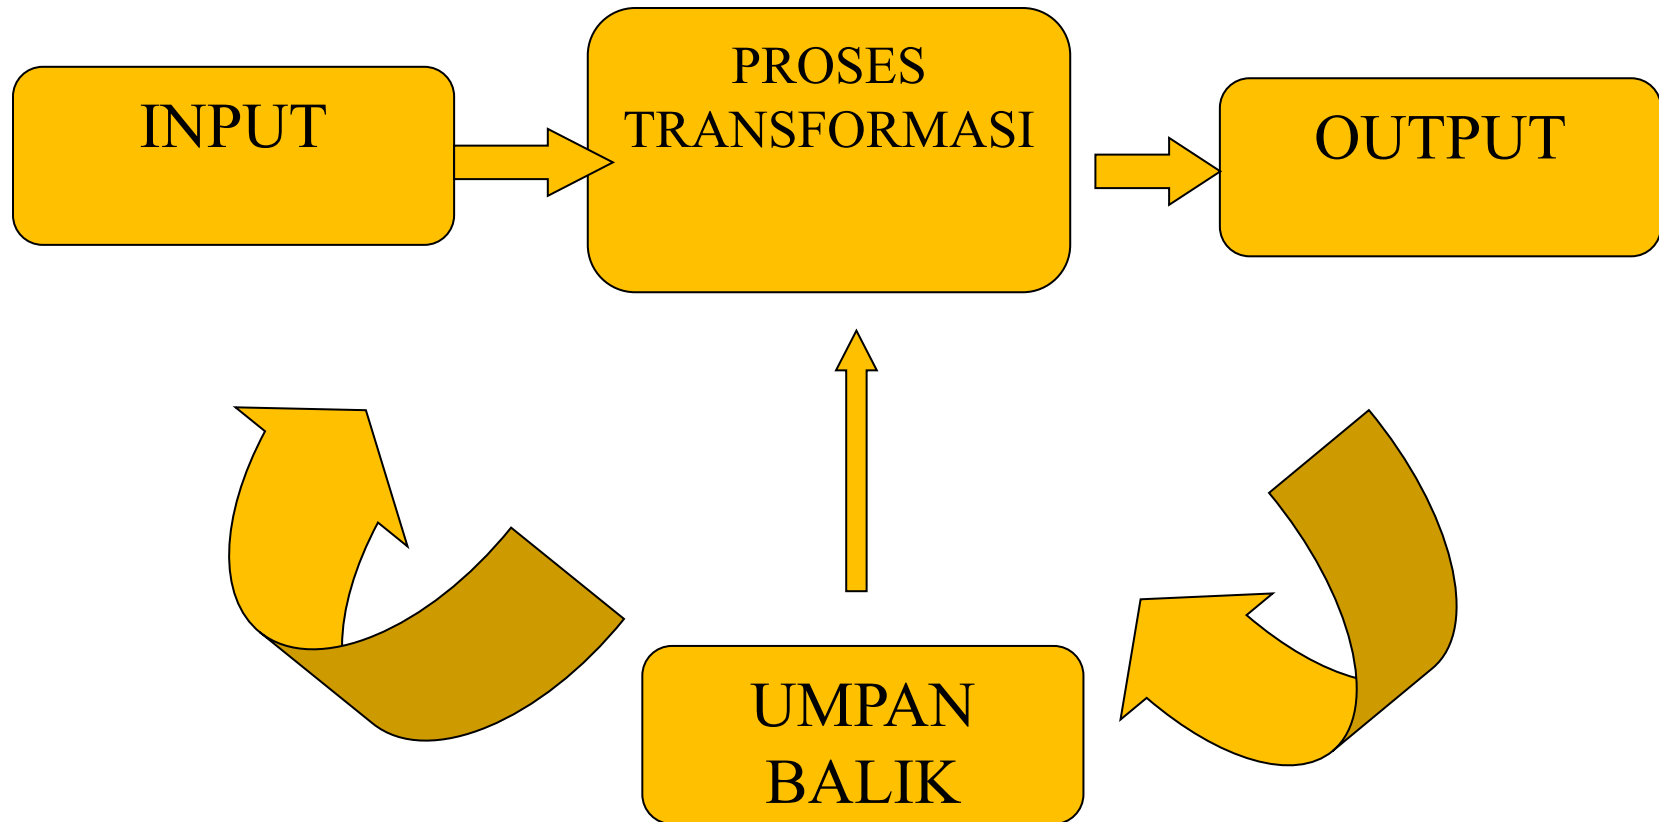 INPUT
PROSES
TRANSFORMASI
OUTPUT
UMPAN
BALIK